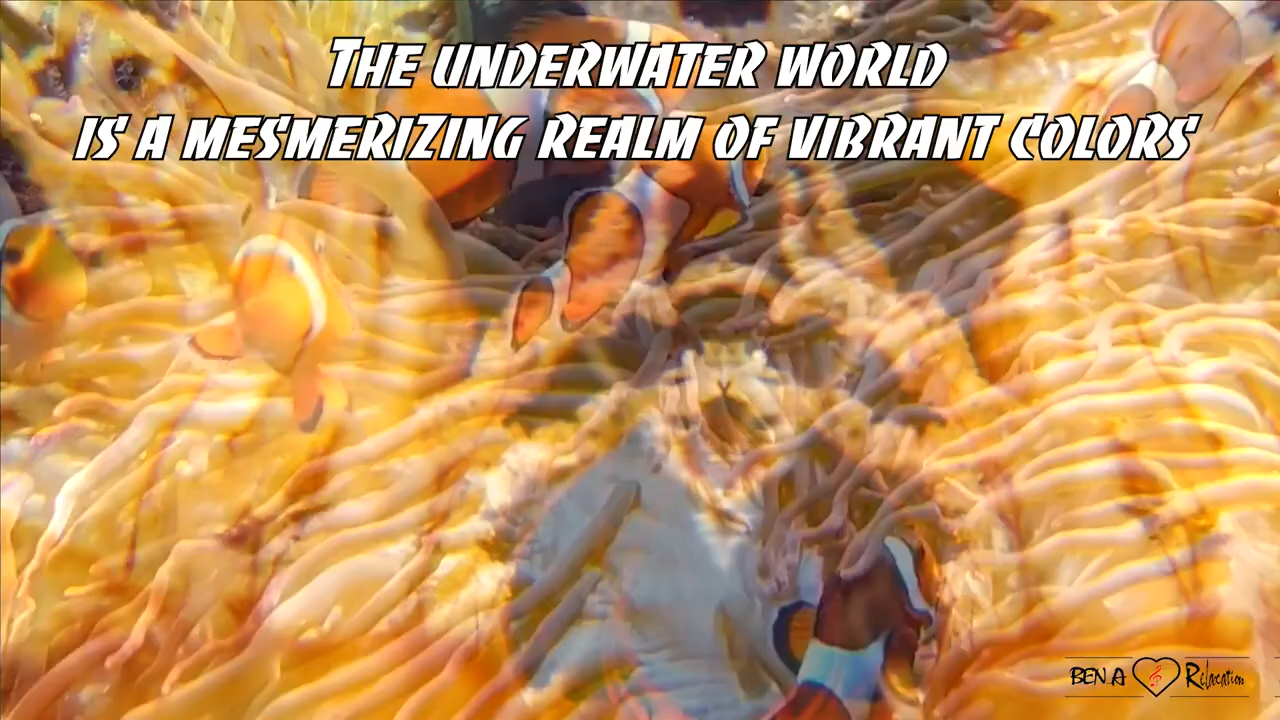 The underwater world
is a mesmerizing realm of vibrant colors
BEN A Relaxation